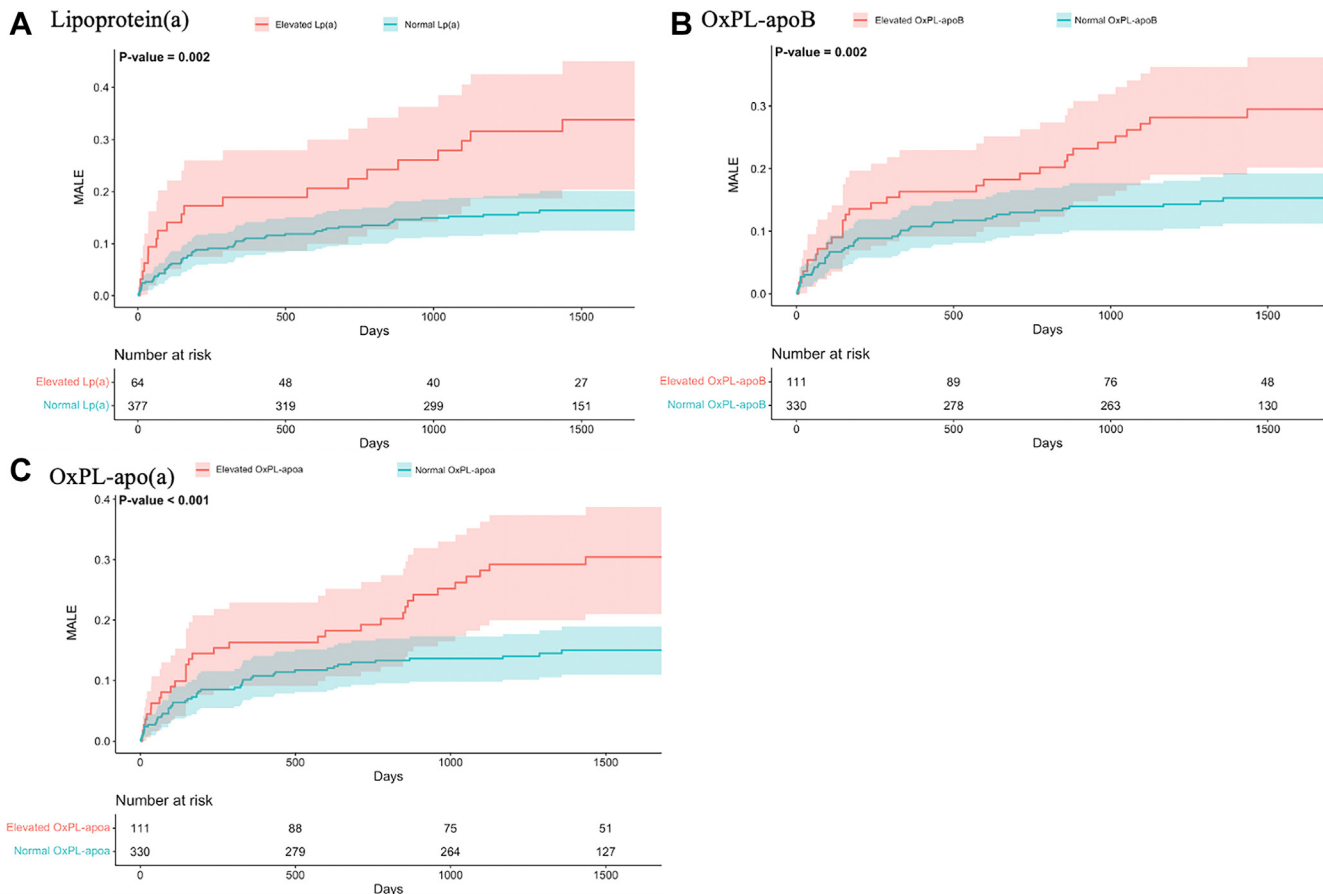 A Lipoprotein(a)
Elevated Lp(a) Normal Lp(a)
P-value = 0.002
0.4
0.3
0.2
0.1
0.0
MALE
0 500 1000 1500
Days
Number at risk
Elevated Lp(a) 64 48 40 27
Normal Lp(a) 377 319 299 151
0 500 1000 1500
Days
B OxPL-apoB
Elevated OxPL-apoB Normal OxPL-apoB
P-value = 0.002
0.3
0.2
0.1
0.0
MALE
0 500 1000 1500
Days
Number at risk
Elevated OxPL-apoB 111 89 76 48
Normal OxPL-apoB 330 278 263 130
0 500 1000 1500
Days
C OxPL-apo(a)
Elevated OxPL-apoa Normal OxPL-apoa
P-value < 0.001
0.4
0.3
0.2
0.1
0.0
MALE
0 500 1000 1500
Days
Number at risk
Elevated OxPL-apoa 111 88 75 51
Normal OxPL-apoa 330 279 264 127
0 500 1000 1500
Days